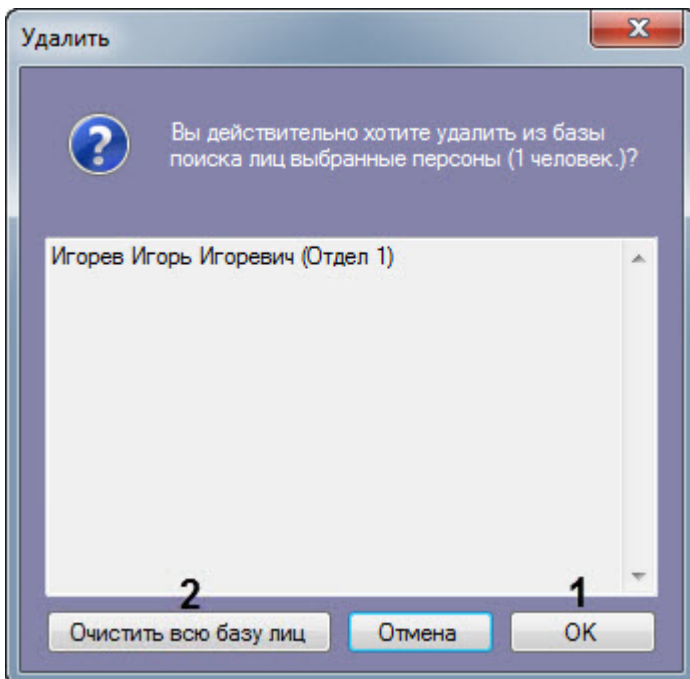 Удалить
Вы действительно хотите удалить из базы
поиска лиц выбранные персоны (1 человек.)?
Игорев Игорь Игоревич (Отдел 1)
2
1
Очистить всю базу лиц
Отмена
OK